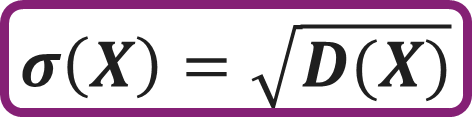 σ(X) = √D(X)